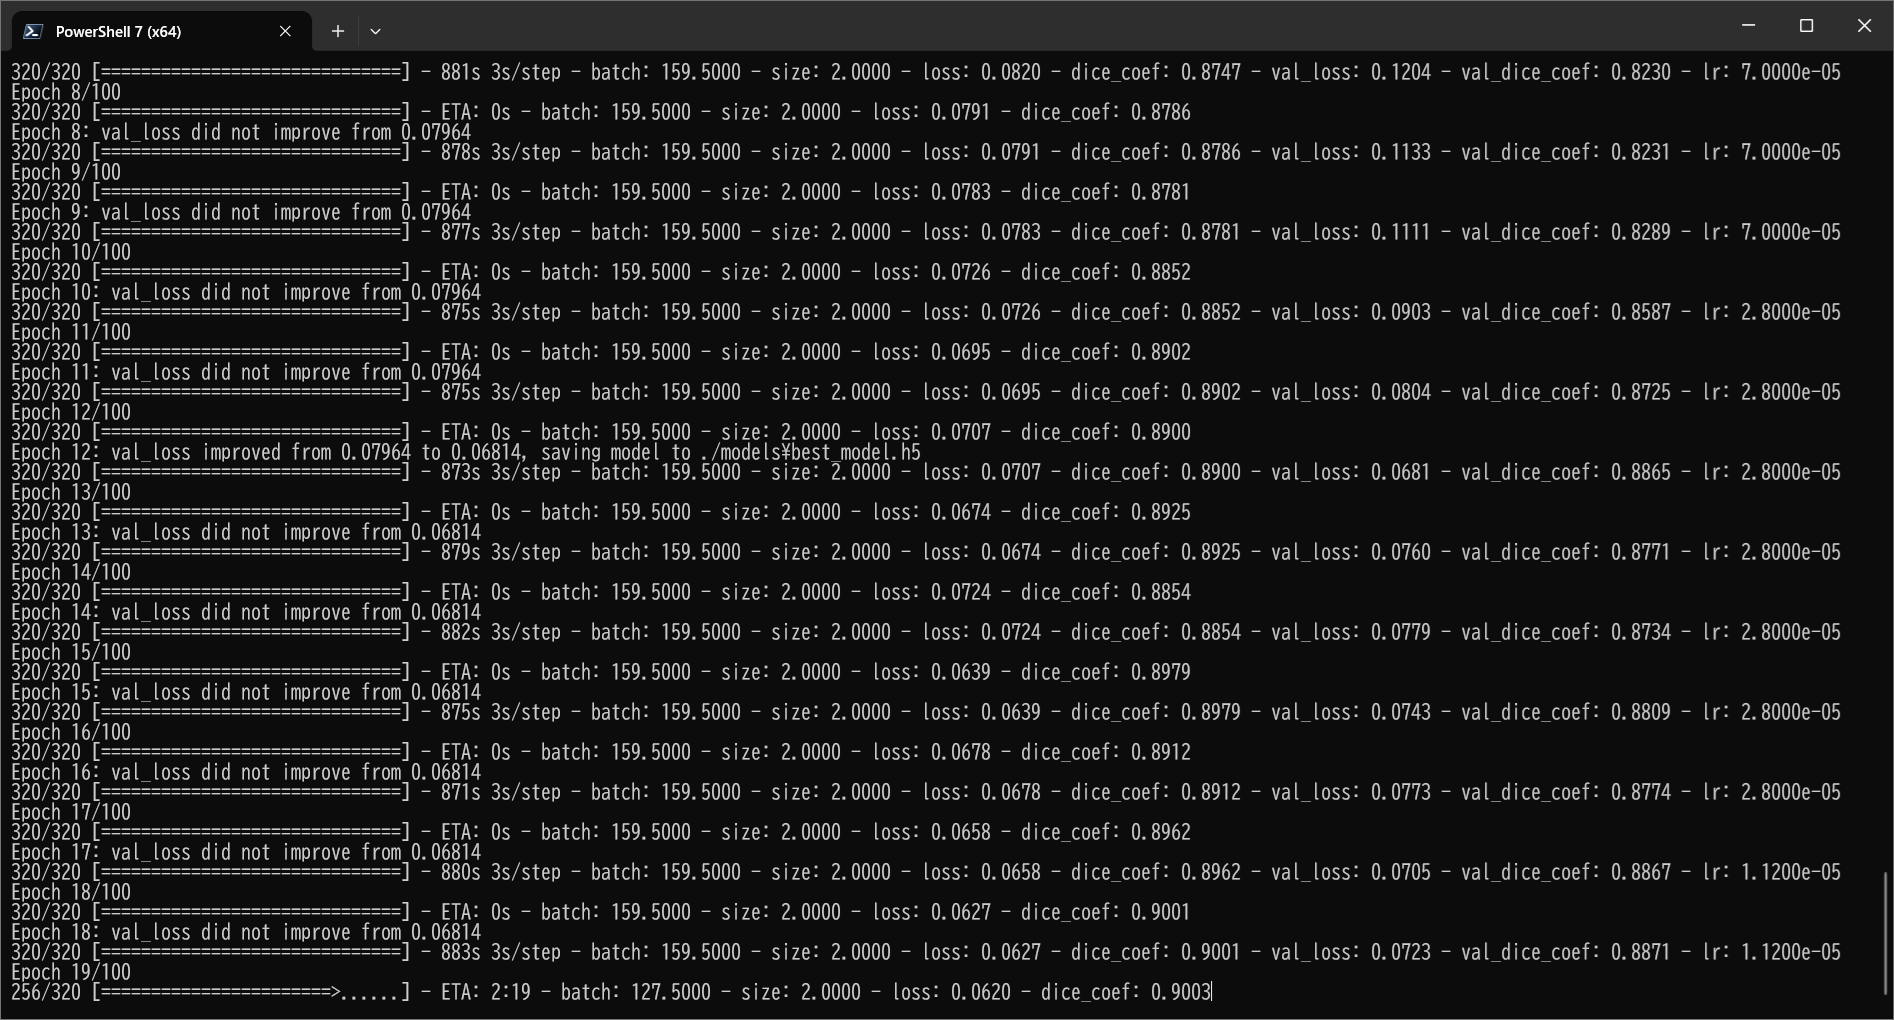 PowerShell 7 (x64)
320/320 [==============================] - 881s 3s/step - batch: 159.5000 - size: 2.0000 - loss: 0.0820 - dice_coef: 0.8747 - val_loss: 0.1204 - val_dice_coef: 0.8230 - lr: 7.0000e-05
Epoch 8/100
320/320 [==============================] - ETA: 0s - batch: 159.5000 - size: 2.0000 - loss: 0.0791 - dice_coef: 0.8786
Epoch 8: val_loss did not improve from 0.07964
320/320 [==============================] - 878s 3s/step - batch: 159.5000 - size: 2.0000 - loss: 0.0791 - dice_coef: 0.8786 - val_loss: 0.1133 - val_dice_coef: 0.8231 - lr: 7.0000e-05
Epoch 9/100
320/320 [==============================] - ETA: 0s - batch: 159.5000 - size: 2.0000 - loss: 0.0783 - dice_coef: 0.8781
Epoch 9: val_loss did not improve from 0.07964
320/320 [==============================] - 877s 3s/step - batch: 159.5000 - size: 2.0000 - loss: 0.0783 - dice_coef: 0.8781 - val_loss: 0.1111 - val_dice_coef: 0.8289 - lr: 7.0000e-05
Epoch 10/100
320/320 [==============================] - ETA: 0s - batch: 159.5000 - size: 2.0000 - loss: 0.0726 - dice_coef: 0.8852
Epoch 10: val_loss did not improve from 0.07964
320/320 [==============================] - 875s 3s/step - batch: 159.5000 - size: 2.0000 - loss: 0.0726 - dice_coef: 0.8852 - val_loss: 0.0903 - val_dice_coef: 0.8587 - lr: 2.8000e-05
Epoch 11/100
320/320 [==============================] - ETA: 0s - batch: 159.5000 - size: 2.0000 - loss: 0.0695 - dice_coef: 0.8902
Epoch 11: val_loss did not improve from 0.07964
320/320 [==============================] - 875s 3s/step - batch: 159.5000 - size: 2.0000 - loss: 0.0695 - dice_coef: 0.8902 - val_loss: 0.0804 - val_dice_coef: 0.8725 - lr: 2.8000e-05
Epoch 12/100
320/320 [==============================] - ETA: 0s - batch: 159.5000 - size: 2.0000 - loss: 0.0707 - dice_coef: 0.8900
Epoch 12: val_loss improved from 0.07964 to 0.06814, saving model to ./models¥best_model.h5
320/320 [==============================] - 873s 3s/step - batch: 159.5000 - size: 2.0000 - loss: 0.0707 - dice_coef: 0.8900 - val_loss: 0.0681 - val_dice_coef: 0.8865 - lr: 2.8000e-05
Epoch 13/100
320/320 [==============================] - ETA: 0s - batch: 159.5000 - size: 2.0000 - loss: 0.0674 - dice_coef: 0.8925
Epoch 13: val_loss did not improve from 0.06814
320/320 [==============================] - 879s 3s/step - batch: 159.5000 - size: 2.0000 - loss: 0.0674 - dice_coef: 0.8925 - val_loss: 0.0760 - val_dice_coef: 0.8771 - lr: 2.8000e-05
Epoch 14/100
320/320 [==============================] - ETA: 0s - batch: 159.5000 - size: 2.0000 - loss: 0.0724 - dice_coef: 0.8854
Epoch 14: val_loss did not improve from 0.06814
320/320 [==============================] - 882s 3s/step - batch: 159.5000 - size: 2.0000 - loss: 0.0724 - dice_coef: 0.8854 - val_loss: 0.0779 - val_dice_coef: 0.8734 - lr: 2.8000e-05
Epoch 15/100
320/320 [==============================] - ETA: 0s - batch: 159.5000 - size: 2.0000 - loss: 0.0639 - dice_coef: 0.8979
Epoch 15: val_loss did not improve from 0.06814
320/320 [==============================] - 875s 3s/step - batch: 159.5000 - size: 2.0000 - loss: 0.0639 - dice_coef: 0.8979 - val_loss: 0.0743 - val_dice_coef: 0.8809 - lr: 2.8000e-05
Epoch 16/100
320/320 [==============================] - ETA: 0s - batch: 159.5000 - size: 2.0000 - loss: 0.0678 - dice_coef: 0.8912
Epoch 16: val_loss did not improve from 0.06814
320/320 [==============================] - 871s 3s/step - batch: 159.5000 - size: 2.0000 - loss: 0.0678 - dice_coef: 0.8912 - val_loss: 0.0773 - val_dice_coef: 0.8774 - lr: 2.8000e-05
Epoch 17/100
320/320 [==============================] - ETA: 0s - batch: 159.5000 - size: 2.0000 - loss: 0.0658 - dice_coef: 0.8962
Epoch 17: val_loss did not improve from 0.06814
320/320 [==============================] - 880s 3s/step - batch: 159.5000 - size: 2.0000 - loss: 0.0658 - dice_coef: 0.8962 - val_loss: 0.0705 - val_dice_coef: 0.8867 - lr: 1.1200e-05
Epoch 18/100
320/320 [==============================] - ETA: 0s - batch: 159.5000 - size: 2.0000 - loss: 0.0627 - dice_coef: 0.9001
Epoch 18: val_loss did not improve from 0.06814
320/320 [==============================] - 883s 3s/step - batch: 159.5000 - size: 2.0000 - loss: 0.0627 - dice_coef: 0.9001 - val_loss: 0.0723 - val_dice_coef: 0.8871 - lr: 1.1200e-05
Epoch 19/100
256/320 [=======================>......] - ETA: 2:19 - batch: 127.5000 - size: 2.0000 - loss: 0.0620 - dice_coef: 0.9003